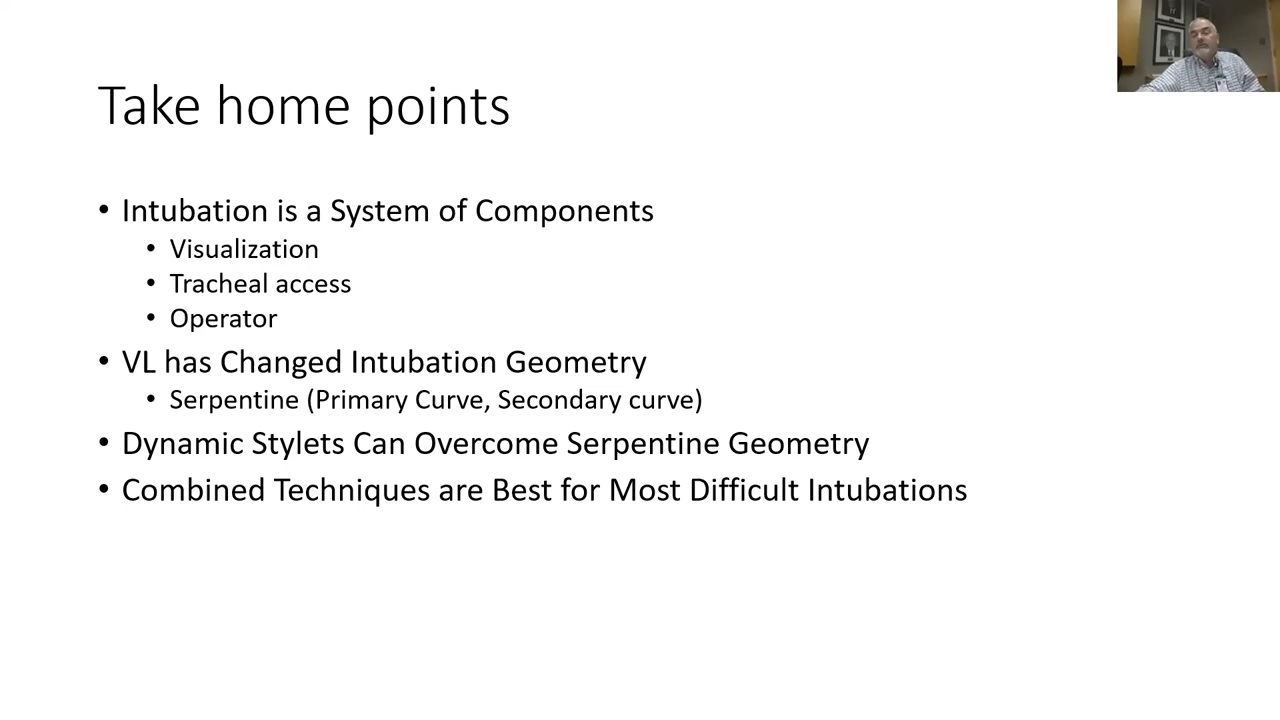 Take home points
• Intubation is a System of Components
• Visualization
• Tracheal access
• Operator
• VL has Changed Intubation Geometry
• Serpentine (Primary Curve, Secondary curve)
• Dynamic Stylets Can Overcome Serpentine Geometry
• Combined Techniques are Best for Most Difficult Intubations